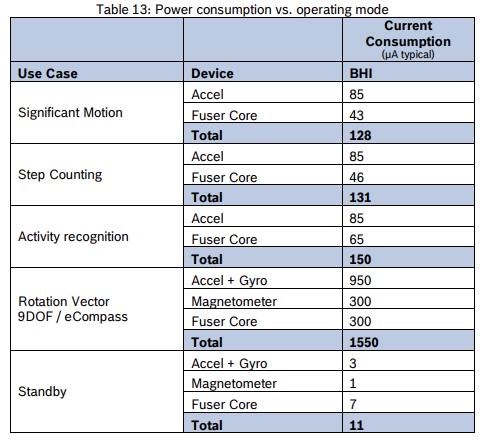 Table 13: Power consumption vs. operating mode
Current
Consumption
(µA typical)
Use Case Device BHI
Significant Motion
Accel 85
Fuser Core 43
Total 128
Step Counting
Accel 85
Fuser Core 46
Total 131
Activity recognition
Accel 85
Fuser Core 65
Total 150
Rotation Vector
9DOF / eCompass
Accel + Gyro 950
Magnetometer 300
Fuser Core 300
Total 1550
Standby
Accel + Gyro 3
Magnetometer 1
Fuser Core 7
Total 11